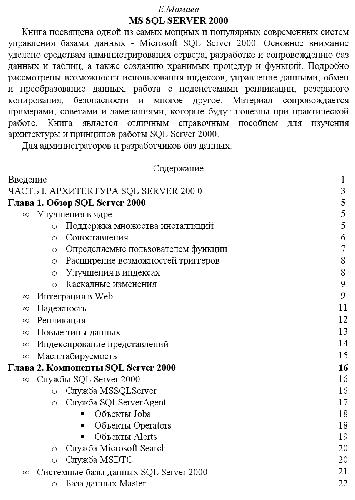 Е.Мамаев
MS SQL SERVER 2000
Книга посвящена одной из самых мощных и популярных современных систем
управления базами данных - Microsoft SQL Server 2000. Основное внимание
уделено средствам администрирования сервера, разработке и сопровождению баз
данных и таблиц, а также созданию хранимых процедур и функций. Подробно
рассмотрены возможности использования индексов, управление данными, обмен
и преобразование данных, работа с подсистемами репликации, резервного
копирования, безопасности и многое другое. Материал сопровождается
примерами, советами и замечаниями, которые будут полезны при практической
работе. Книга является отличным справочным пособием для изучения
архитектуры и принципов работы SQL Server 2000.
Для администраторов и разработчиков баз данных.
Содержание
Введение 1
ЧАСТЬ I. АРХИТЕКТУРА SQL SERVER 2000 3
Глава 1. Обзор SQL Server 2000 5
Улучшения в ядре 5
o Поддержка множества инсталляций 5
o Сопоставления 6
o Определяемые пользователем функции 7
o Расширение возможностей триггеров 8
o Улучшения в индексах 8
o Каскадные изменения 9
Интеграция в Web 9
Надежность 11
Репликация 12
Новые типы данных 13
Индексирование представлений 14
Масштабируемость 15
Глава 2. Компоненты SQL Server 2000 16
Службы SQL Server 2000 16
o Служба MSSQLServer 16
o Служба SQLServerAgent 17
▪ Объекты Jobs 18
▪ Объекты Operators 18
▪ Объекты Alerts 19
o Служба Microsoft Search 20
o Служба MSDTC 20
Системные базы данных SQL Server 2000 21
o База данных Master 22